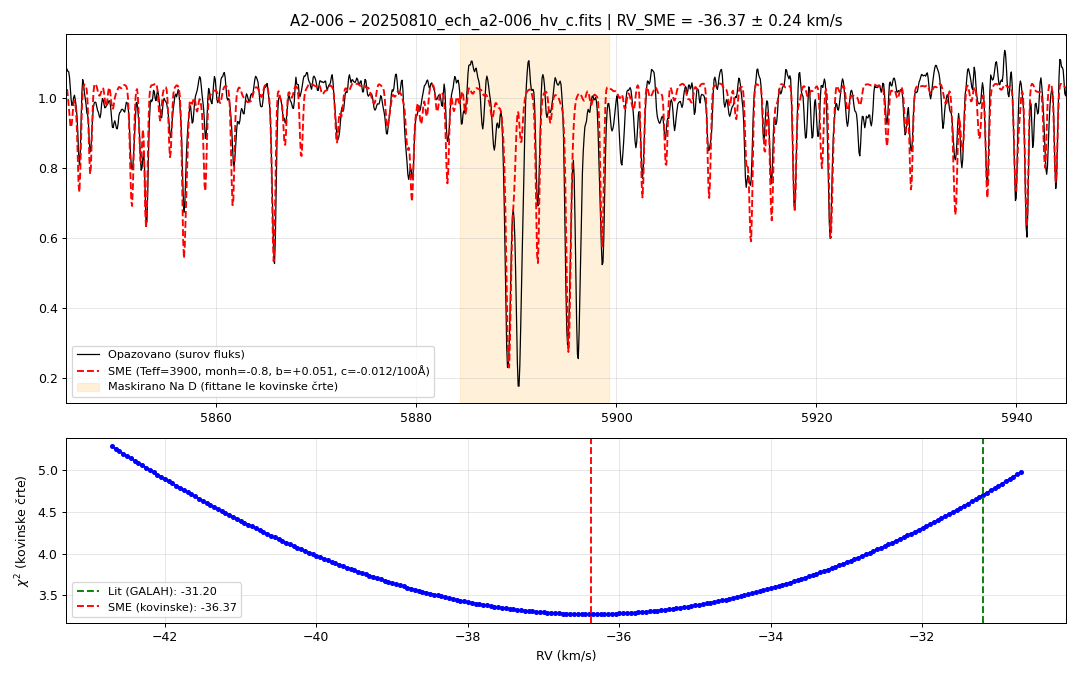 A2-006 – 20250810_ech_a2-006_hv_c.fits | RV_SME = -36.37 ± 0.24 km/s
1.0
0.8
0.6
0.4
0.2
Opazovano (surov fluks)
SME (Teff=3900, monh=-0.8, b=+0.051, c=-0.012/100Å)
Maskirano Na D (fittane le kovinske črte)
5860 5880 5900 5920 5940
χ² (kovinske črte)
5.0
4.5
4.0
3.5
Lit (GALAH): -31.20
SME (kovinske): -36.37
−42 −40 −38 −36 −34 −32
RV (km/s)